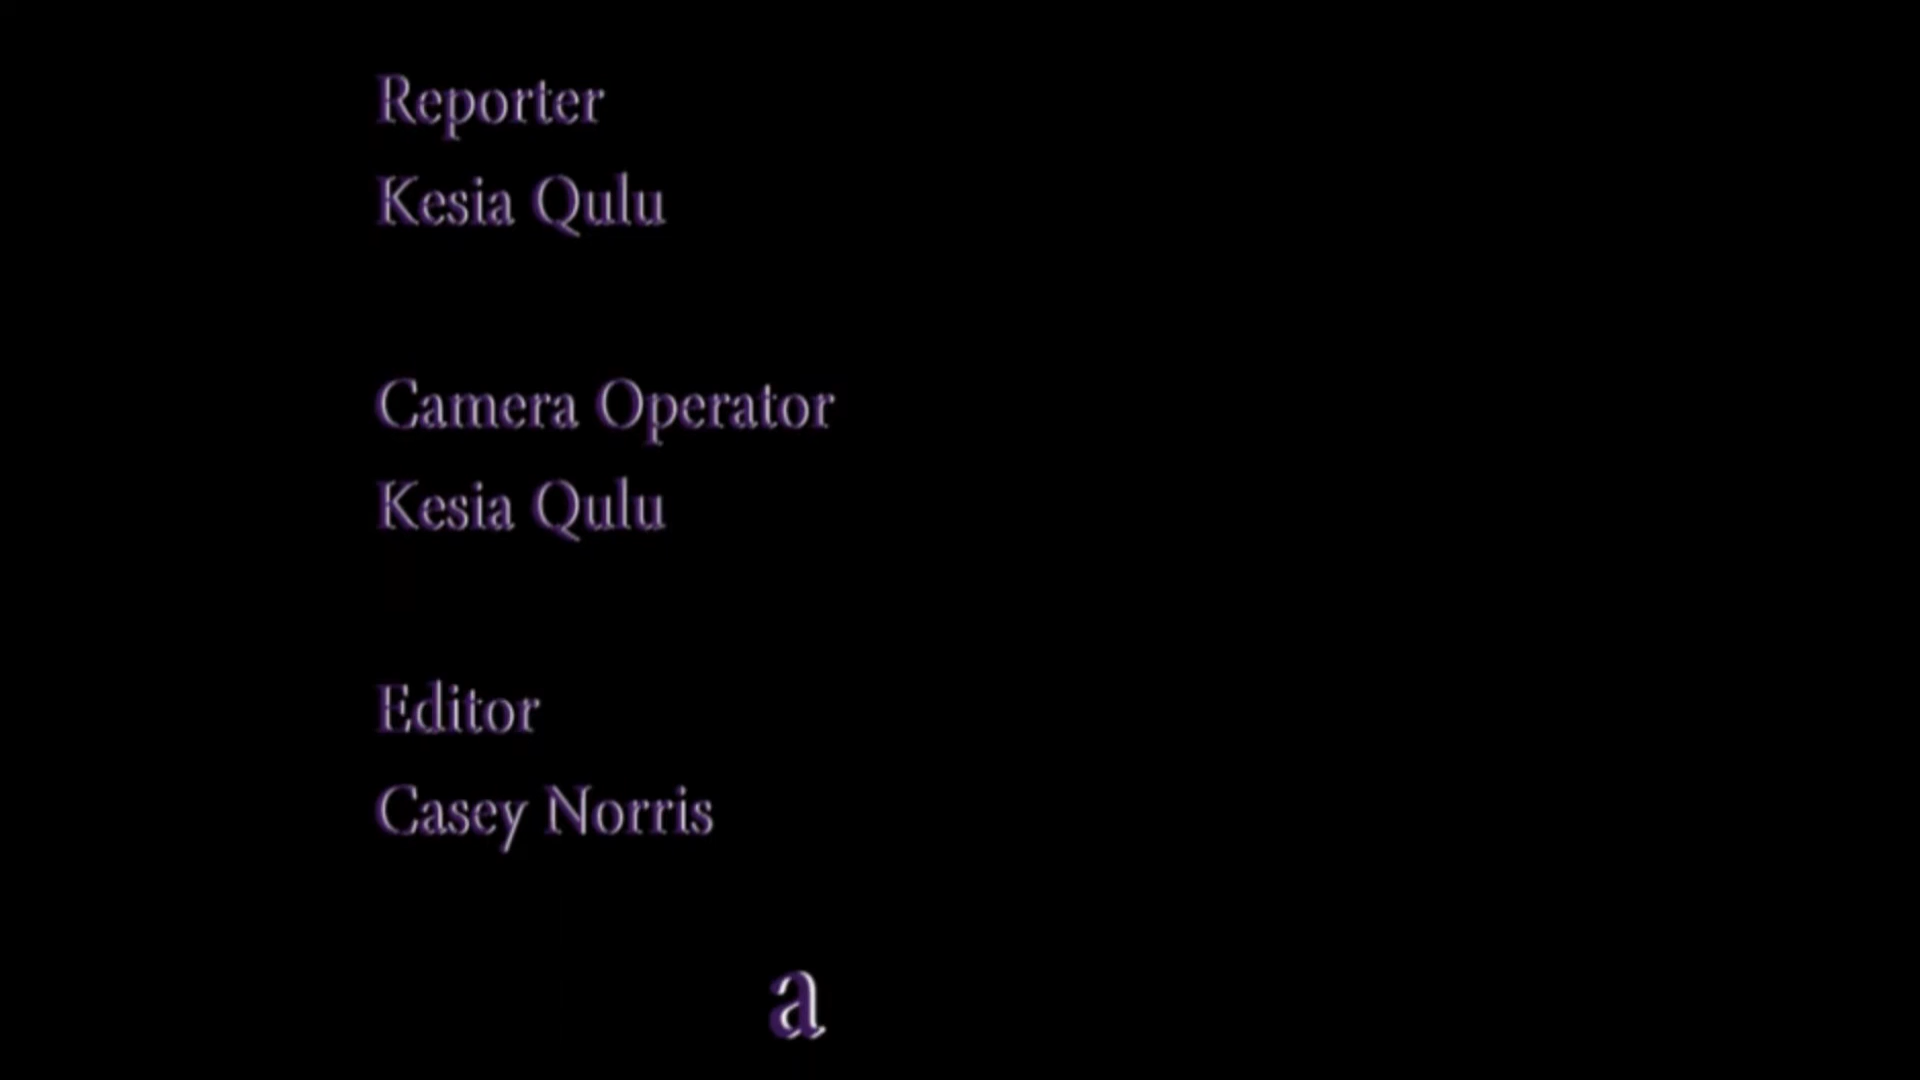 Reporter
Kesia Qulu
Camera Operator
Kesia Qulu
Editor
Casey Norris
a